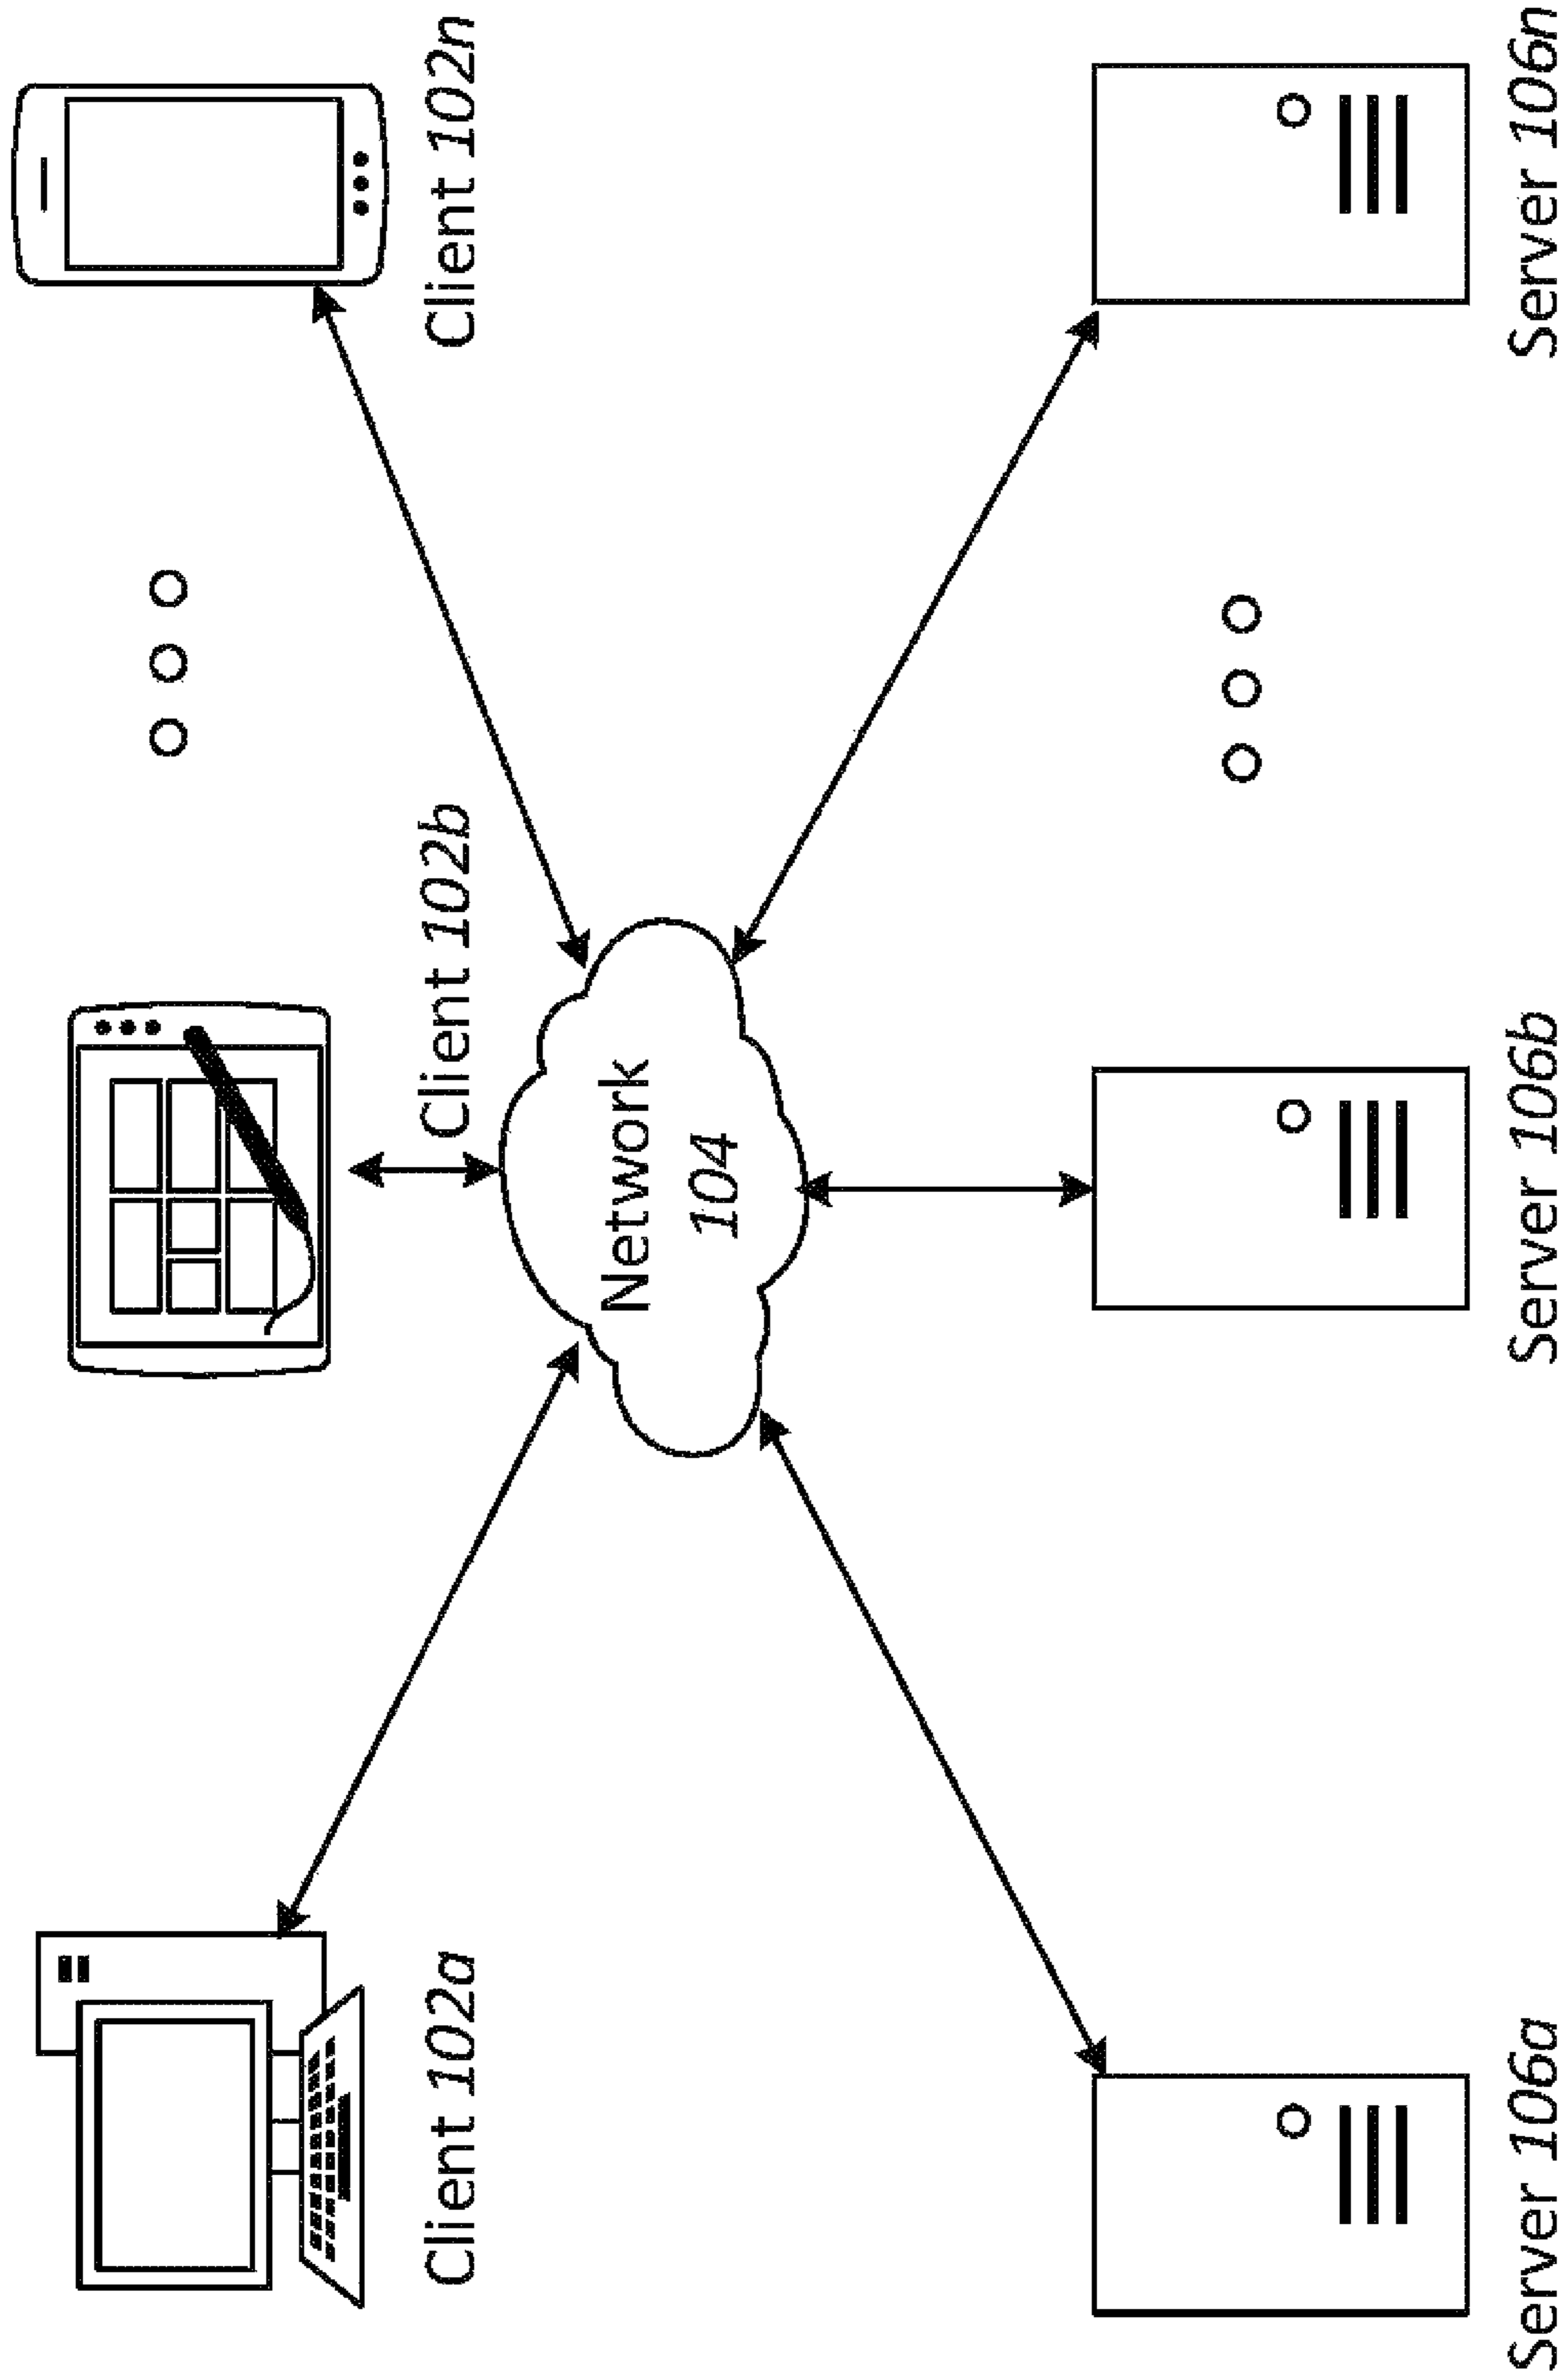 Client 102a
Client 102b
Client 102n
Network
104
Server 106a
Server 106b
Server 106n